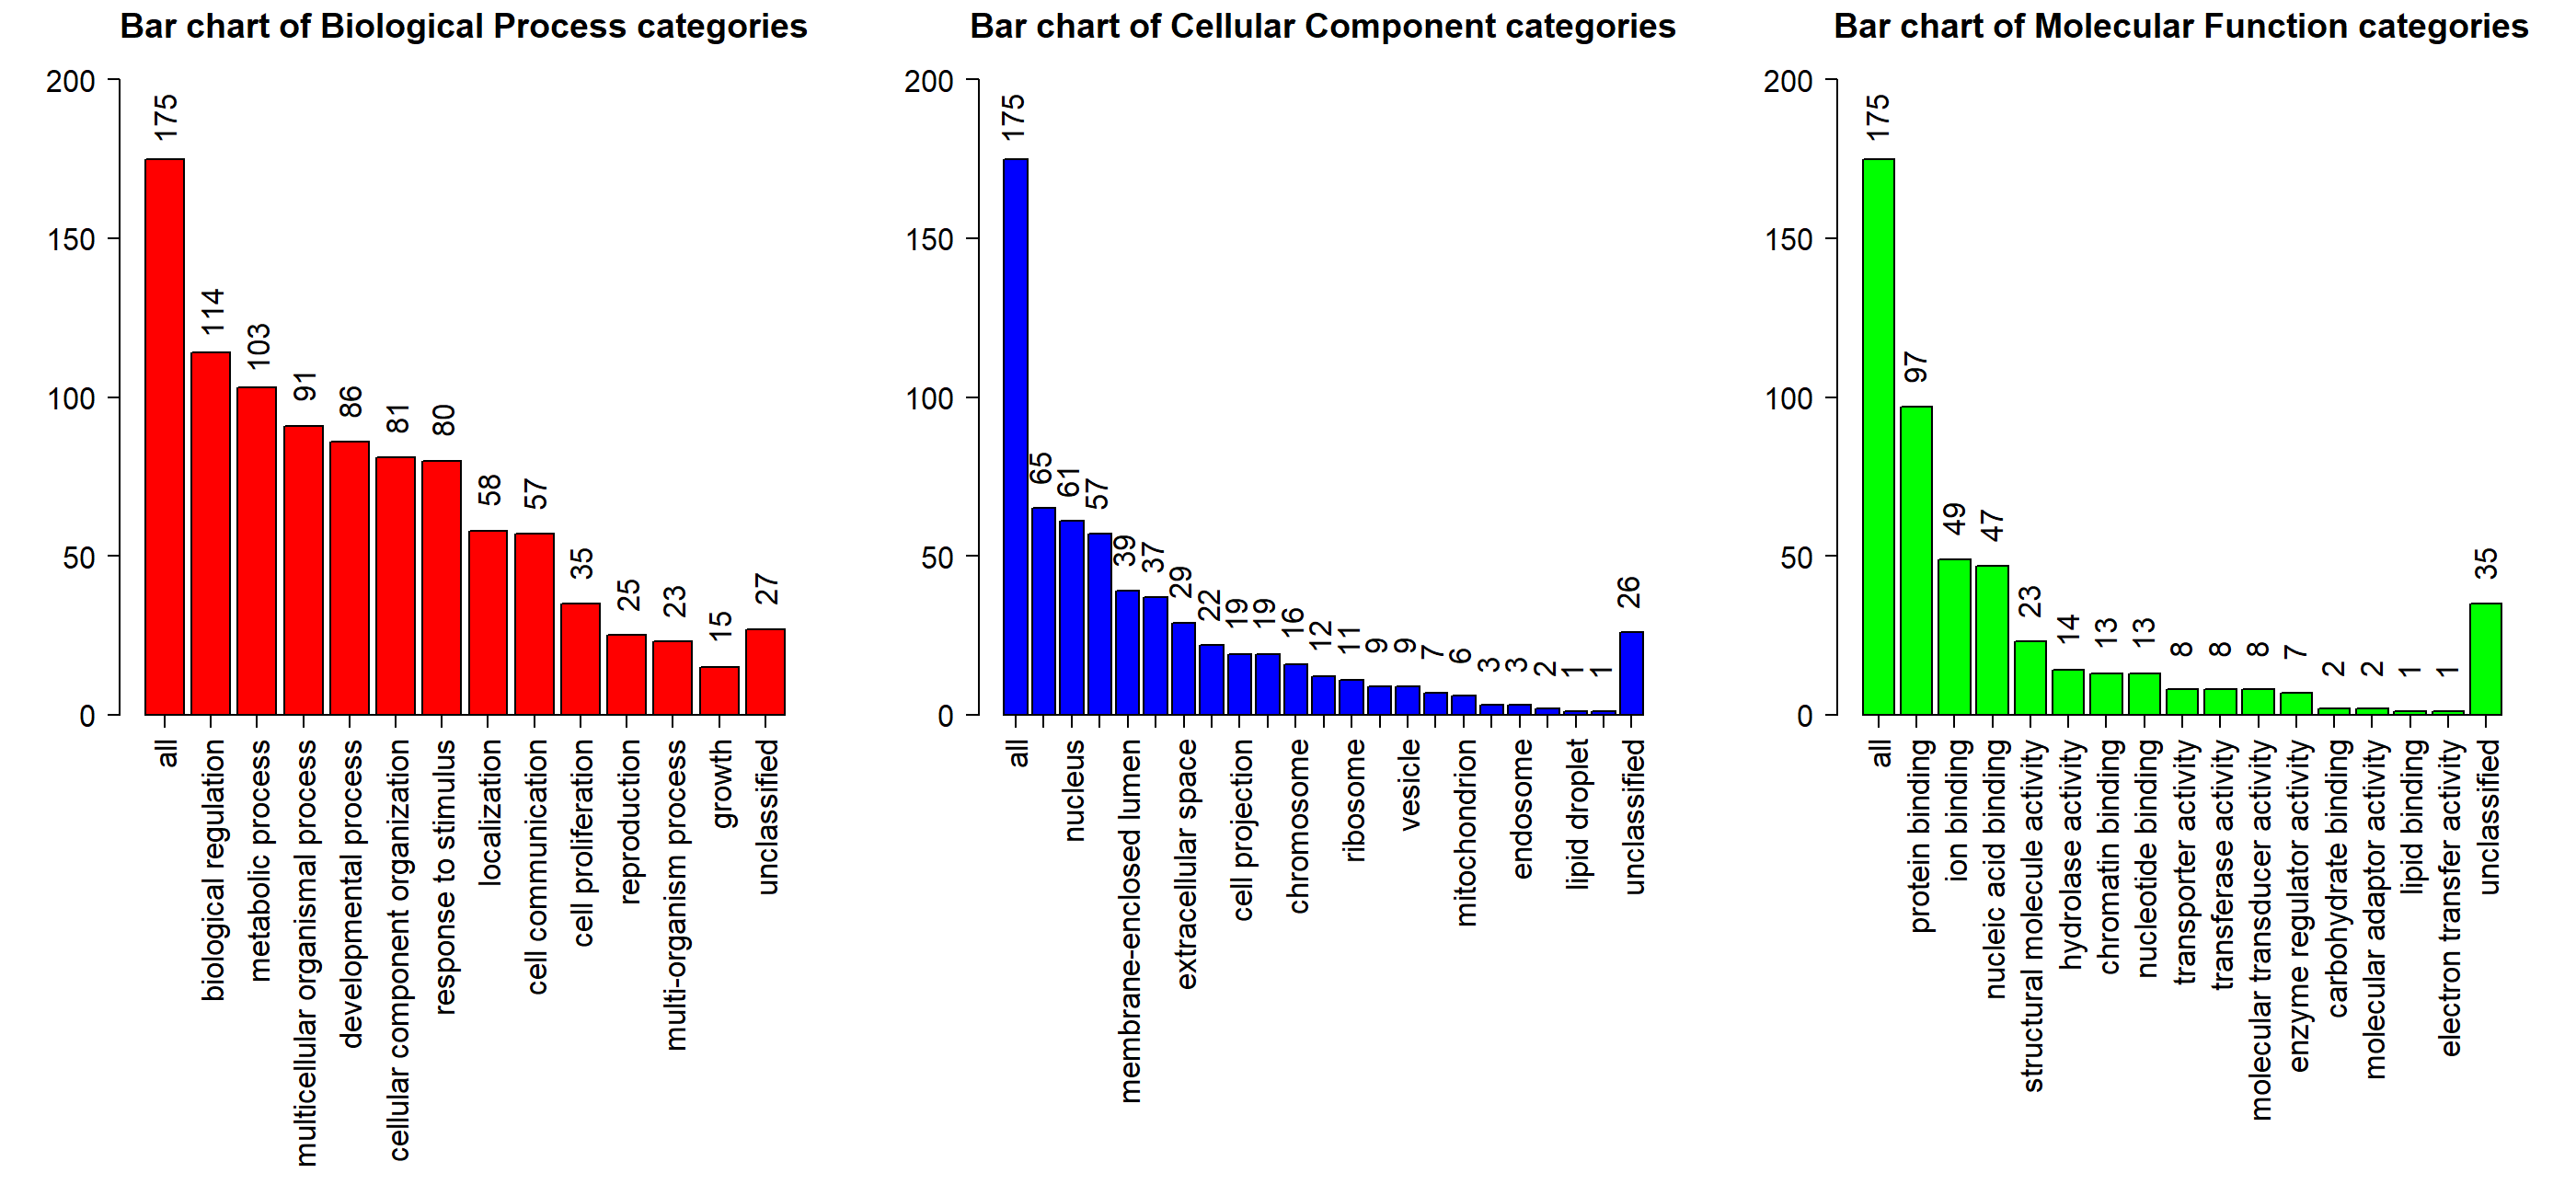 Bar chart of Biological Process categories
200
150
100
50
0
175
114
103
91
86
81
80
58
57
35
25
23
15
27
all
biological regulation
metabolic process
multicellular organismal process
developmental process
cellular component organization
response to stimulus
localization
cell communication
cell proliferation
reproduction
multi-organism process
growth
unclassified
Bar chart of Cellular Component categories
200
150
100
50
0
175
65
61
57
39
37
29
22
19
19
16
12
11
9
9
7
6
3
3
2
1
1
26
all
nucleus
membrane-enclosed lumen
extracellular space
cell projection
chromosome
ribosome
vesicle
mitochondrion
endosome
lipid droplet
unclassified
Bar chart of Molecular Function categories
200
150
100
50
0
175
97
49
47
23
14
13
13
8
8
8
7
2
2
1
1
35
all
protein binding
ion binding
nucleic acid binding
structural molecule activity
hydrolase activity
chromatin binding
nucleotide binding
transporter activity
transferase activity
molecular transducer activity
enzyme regulator activity
carbohydrate binding
molecular adaptor activity
lipid binding
electron transfer activity
unclassified